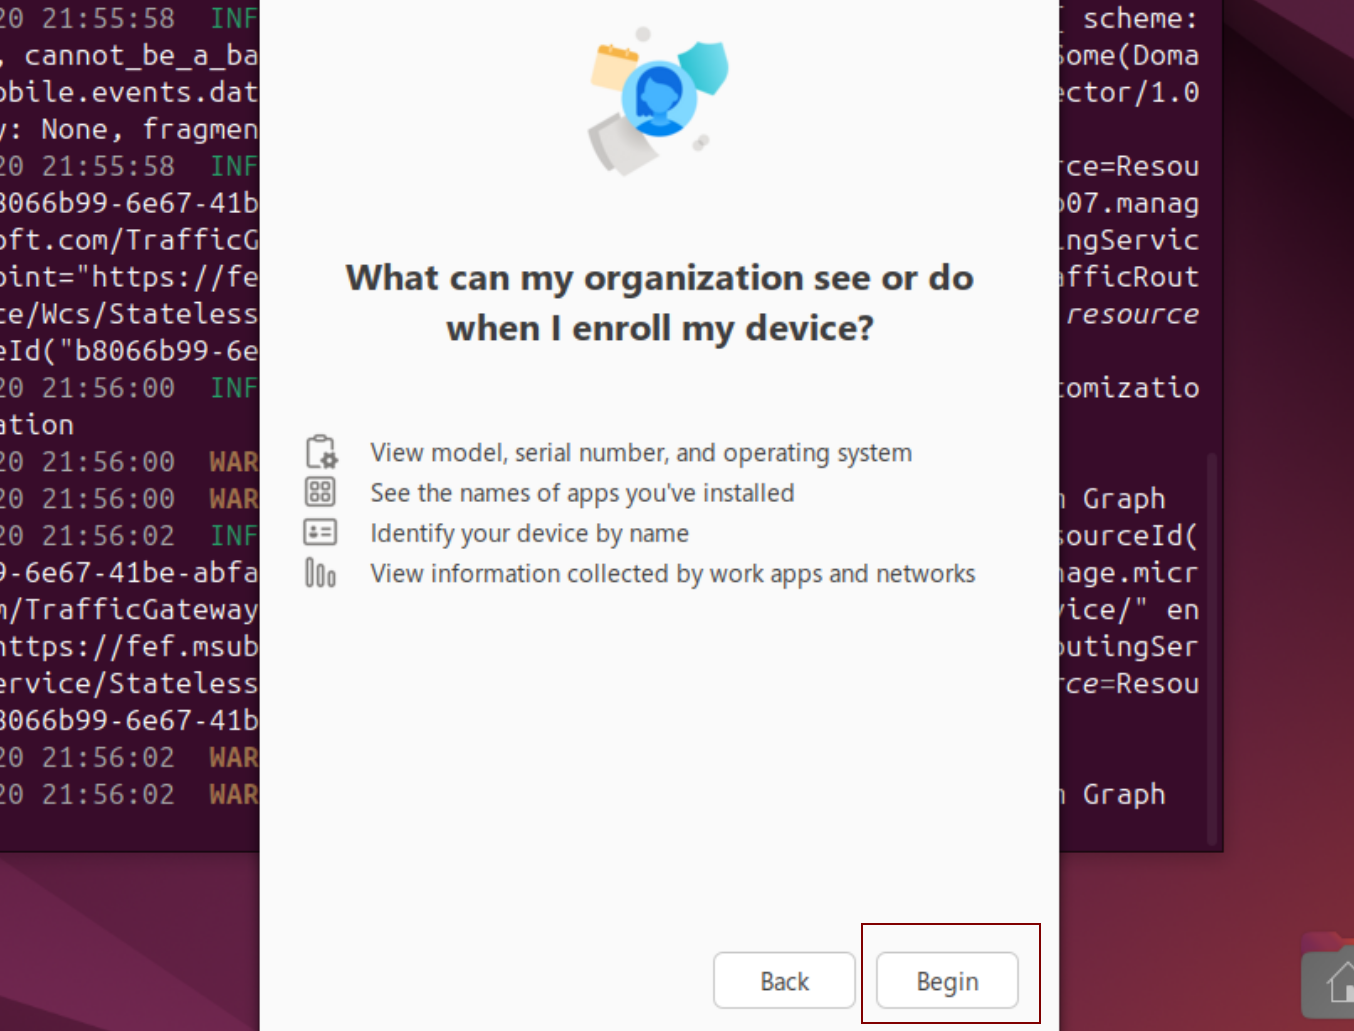 20 21:55:58 INF
scheme:
, cannot_be_a_ba
Some(Doma
obile.events.dat
ector/1.0
y: None, fragmen
20 21:55:58 INF
rce=Resou
8066b99-6e67-41b
07.manag
oft.com/TrafficG
ingServic
oint="https://fe
afficRout
ce/Wcs/Stateless
resource
eId("b8066b99-6e
20 21:56:00 INF
tomizatio
ation
20 21:56:00 WAR
20 21:56:00 WAR
n Graph
20 21:56:02 INF
sourceId(
9-6e67-41be-abfa
nage.micr
m/TrafficGateway
vice/" en
https://fef.msub
outingSer
ervice/Stateless
rce=Resou
8066b99-6e67-41b
20 21:56:02 WAR
20 21:56:02 WAR
n Graph
What can my organization see or do
when I enroll my device?
View model, serial number, and operating system
See the names of apps you've installed
Identify your device by name
View information collected by work apps and networks
Back
Begin